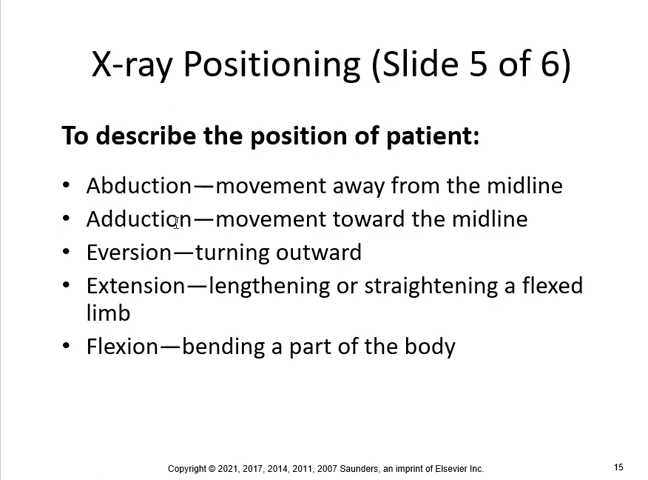 X-ray Positioning (Slide 5 of 6)
To describe the position of patient:
• Abduction—movement away from the midline
• Adduction—movement toward the midline
• Eversion—turning outward
• Extension—lengthening or straightening a flexed
limb
• Flexion—bending a part of the body
Copyright © 2021, 2017, 2014, 2011, 2007 Saunders, an imprint of Elsevier Inc.
15